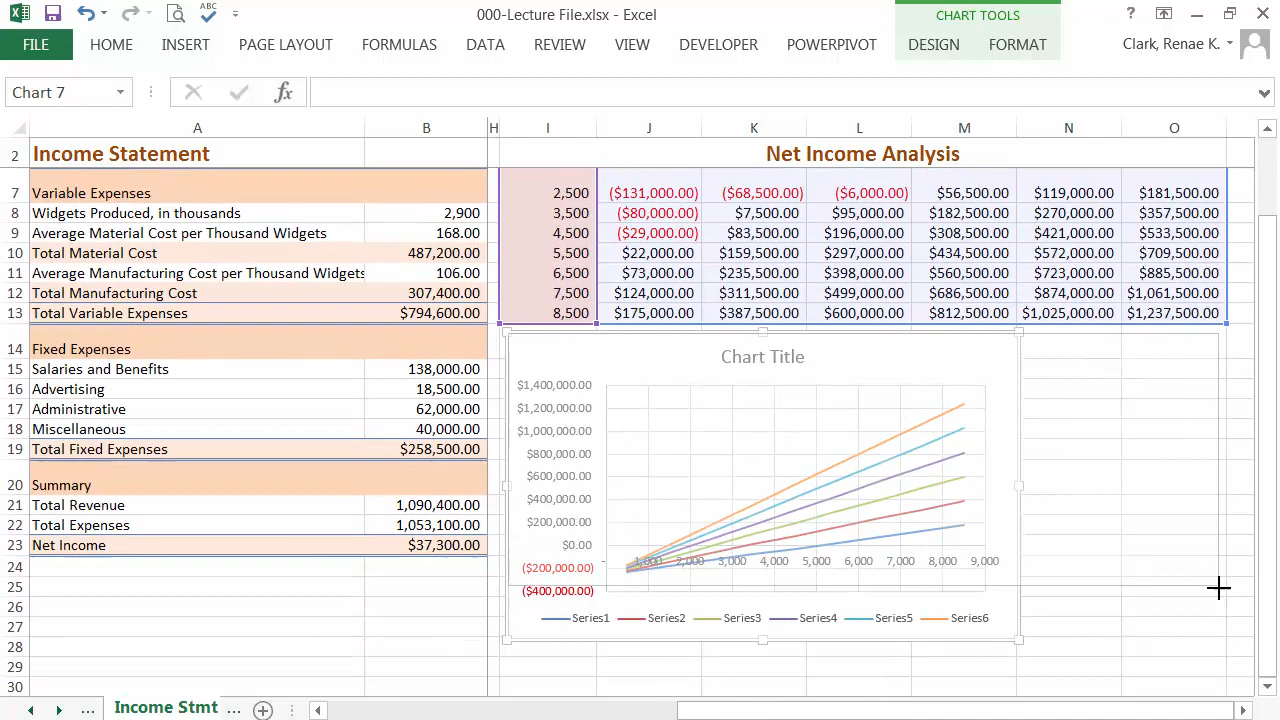 000-Lecture File.xlsx - Excel
CHART TOOLS
FILE HOME INSERT PAGE LAYOUT FORMULAS DATA REVIEW VIEW DEVELOPER POWERPIVOT DESIGN FORMAT Clark, Renae K.
Chart 7
A B H I J K L M N O
2 Income Statement Net Income Analysis
7 Variable Expenses 2,500 ($131,000.00) ($68,500.00) ($6,000.00) $56,500.00 $119,000.00 $181,500.00
8 Widgets Produced, in thousands 2,900 3,500 ($80,000.00) $7,500.00 $95,000.00 $182,500.00 $270,000.00 $357,500.00
9 Average Material Cost per Thousand Widgets 168.00 4,500 ($29,000.00) $83,500.00 $196,000.00 $308,500.00 $421,000.00 $533,500.00
10 Total Material Cost 487,200.00 5,500 $22,000.00 $159,500.00 $297,000.00 $434,500.00 $572,000.00 $709,500.00
11 Average Manufacturing Cost per Thousand Widgets 106.00 6,500 $73,000.00 $235,500.00 $398,000.00 $560,500.00 $723,000.00 $885,500.00
12 Total Manufacturing Cost 307,400.00 7,500 $124,000.00 $311,500.00 $499,000.00 $686,500.00 $874,000.00 $1,061,500.00
13 Total Variable Expenses $794,600.00 8,500 $175,000.00 $387,500.00 $600,000.00 $812,500.00 $1,025,000.00 $1,237,500.00
14 Fixed Expenses
15 Salaries and Benefits 138,000.00
16 Advertising 18,500.00
17 Administrative 62,000.00
18 Miscellaneous 40,000.00
19 Total Fixed Expenses $258,500.00
20 Summary
21 Total Revenue 1,090,400.00
22 Total Expenses 1,053,100.00
23 Net Income $37,300.00
24
25
26
27
28
29
30
Chart Title
$1,400,000.00
$1,200,000.00
$1,000,000.00
$800,000.00
$600,000.00
$400,000.00
$200,000.00
$0.00
($200,000.00)
($400,000.00)
- 1,000 2,000 3,000 4,000 5,000 6,000 7,000 8,000 9,000
Series1 Series2 Series3 Series4 Series5 Series6
... Income Stmt ...